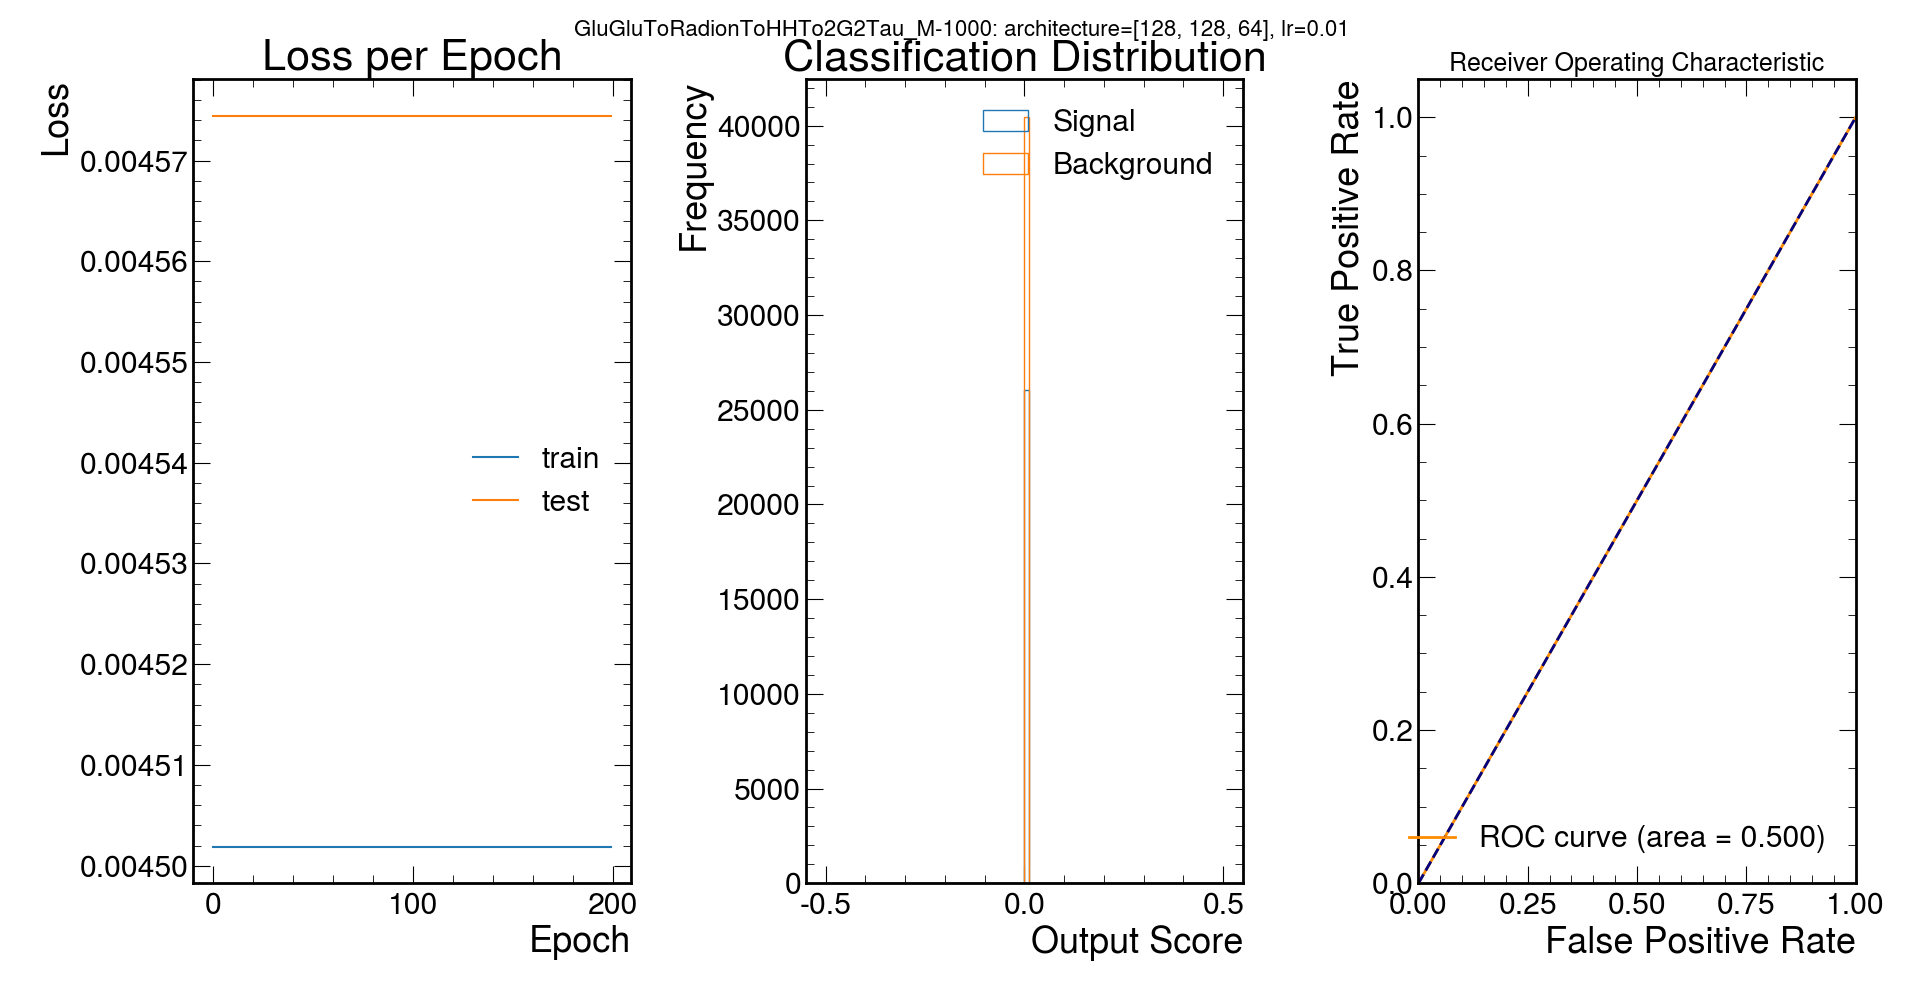 GluGluToRadionToHHTo2G2Tau_M-1000: architecture=[128, 128, 64], lr=0.01
Loss per Epoch
Loss
0.00457
0.00456
0.00455
0.00454
0.00453
0.00452
0.00451
0.00450
train
test
0
100
200
Epoch
Classification Distribution
Frequency
40000
35000
30000
25000
20000
15000
10000
5000
0
Signal
Background
-0.5
0.0
0.5
Output Score
Receiver Operating Characteristic
True Positive Rate
1.0
0.8
0.6
0.4
0.2
0.0
ROC curve (area = 0.500)
0.00
0.25
0.50
0.75
1.00
False Positive Rate